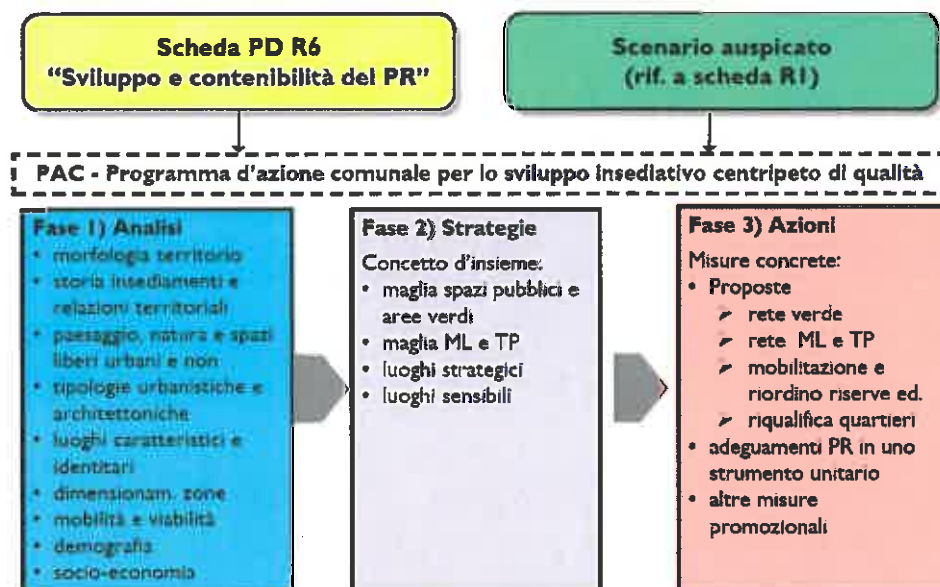 Scheda PD R6
“Sviluppo e contenibilità del PR”
Scenario auspicato
(rif. a scheda R1)
PAC - Programma d’azione comunale per lo sviluppo insediativo centripeto di qualità
Fase 1) Analisi
• morfologia territorio
• storia insediamenti e
relazioni territoriali
• paesaggio, natura e spazi
liberi urbani e non
• tipologie urbanistiche e
architettoniche
• luoghi caratteristici e
identitari
• dimensionam. zone
• mobilità e viabilità
• demografia
• socio-economia
Fase 2) Strategie
Concetto d’insieme:
• maglia spazi pubblici e
aree verdi
• maglia ML e TP
• luoghi strategici
• luoghi sensibili
Fase 3) Azioni
Misure concrete:
• Proposte
➤ rete verde
➤ rete ML e TP
➤ mobilitazione e
riordino riserve ed.
➤ riqualifica quartieri
• adeguamenti PR in uno
strumento unitario
• altre misure
promozionali